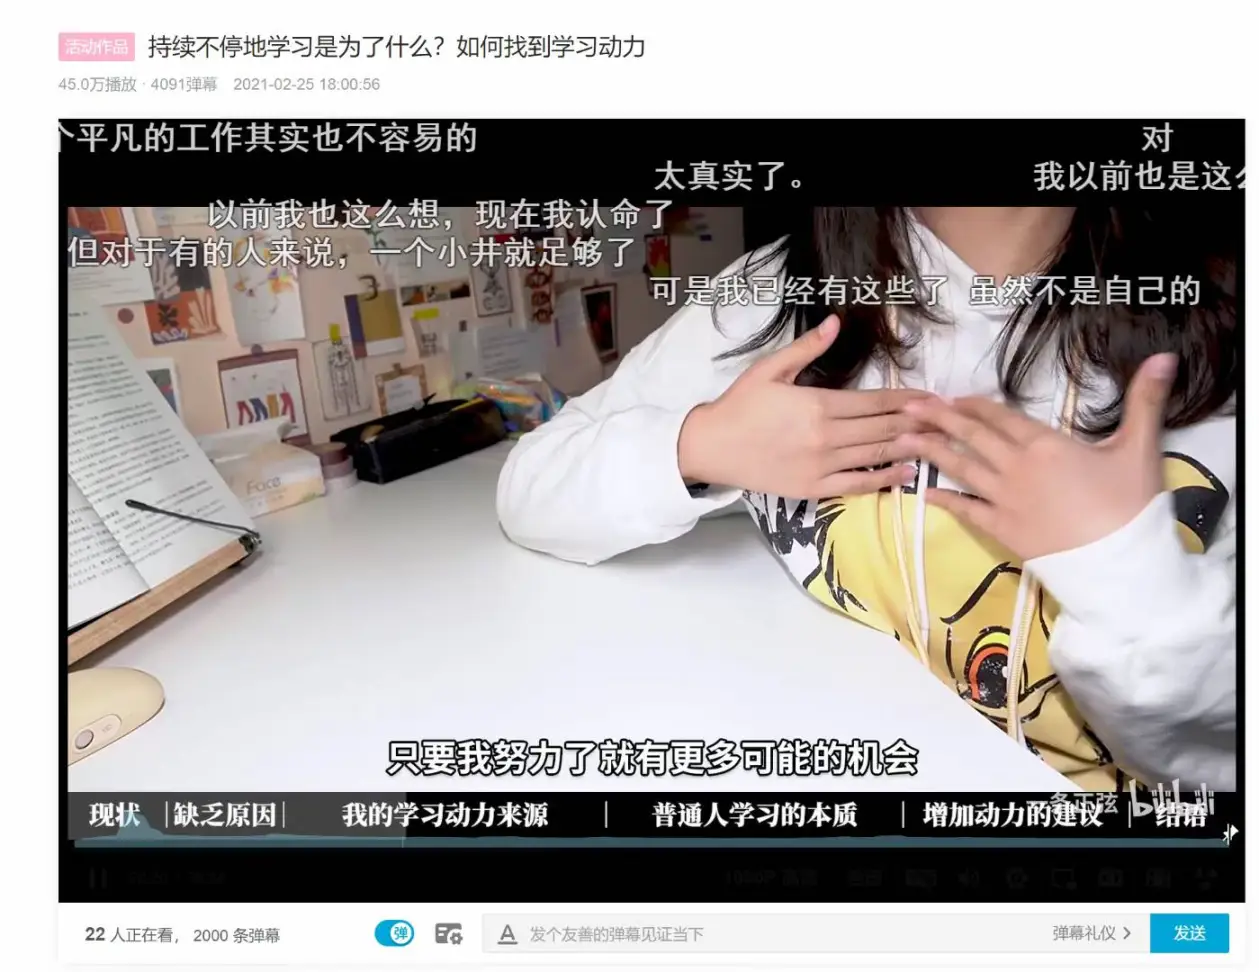 活动作品 持续不停地学习是为了什么？如何找到学习动力
45.0万播放 · 4091弹幕 2021-02-25 18:00:56
个平凡的工作其实也不容易的
对
太真实了。
我以前也是这么
以前我也这么想，现在我认命了
但对于有的人来说，一个小井就足够了
可是我已经有这些了 虽然不是自己的
Face
只要我努力了就有更多可能的机会
bilibili
现状 | 缺乏原因 | 我的学习动力来源 | 普通人学习的本质 | 增加动力的建议 | 结语
1080P 高清
22 人正在看， 2000 条弹幕
弹
A 发个友善的弹幕见证当下
弹幕礼仪 >
发送